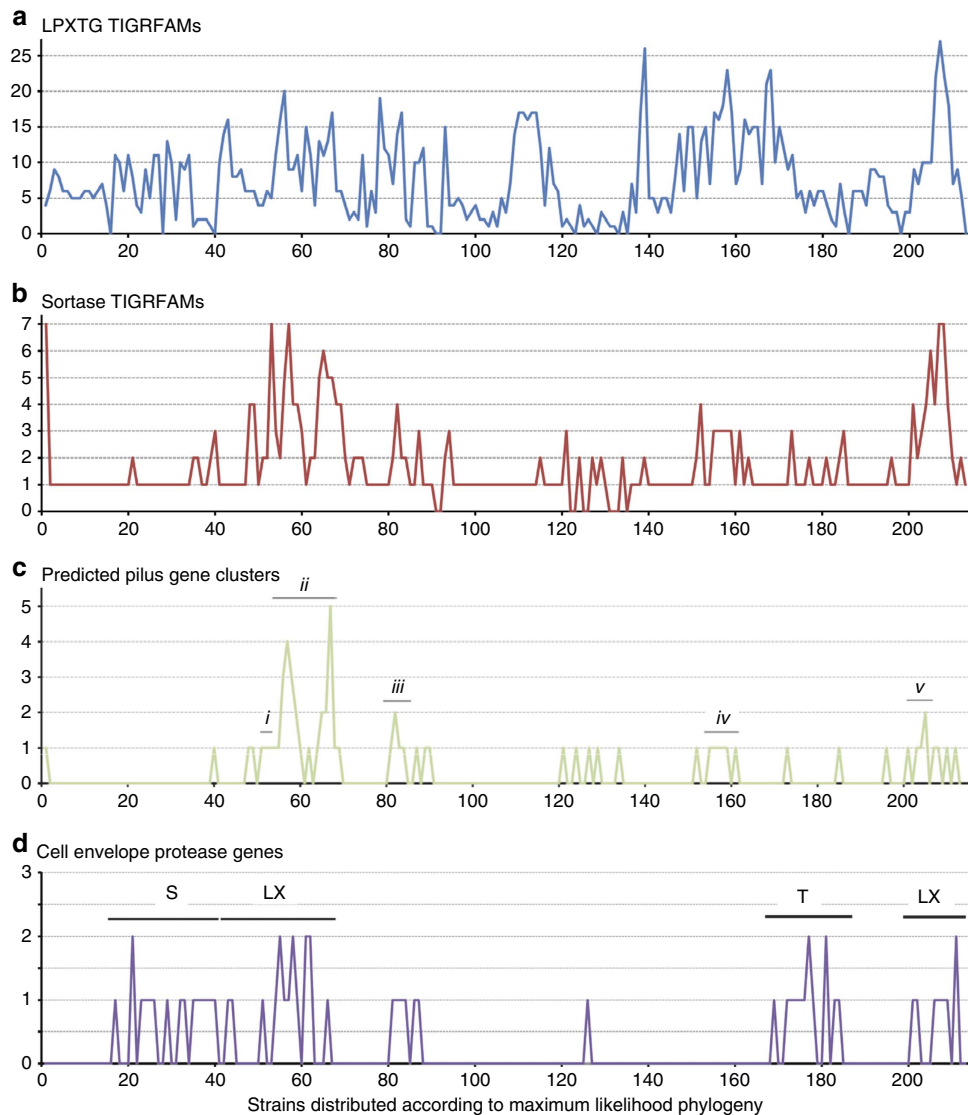 a LPXTG TIGRFAMs
25
20
15
10
5
0
0 20 40 60 80 100 120 140 160 180 200
b Sortase TIGRFAMs
7
6
5
4
3
2
1
0
0 20 40 60 80 100 120 140 160 180 200
c Predicted pilus gene clusters
ii
5
4
3
iii v
2
i iv
1
0
0 20 40 60 80 100 120 140 160 180 200
d Cell envelope protease genes
3
S LX T LX
2
1
0
0 20 40 60 80 100 120 140 160 180 200
Strains distributed according to maximum likelihood phylogeny